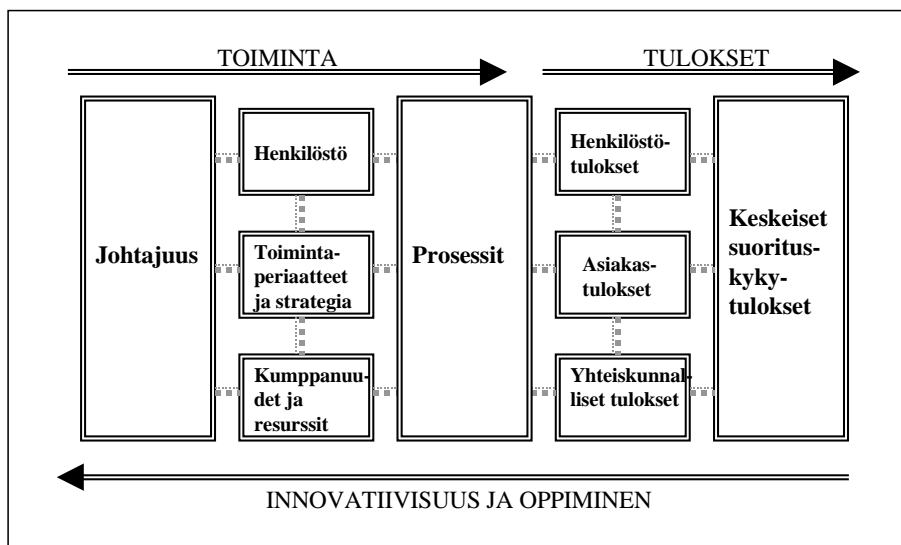 TOIMINTA
TULOKSET
Johtajuus
Henkilöstö
Toiminta-
periaatteet
ja strategia
Kumppanuu-
det ja
resurssit
Prosessit
Henkilöstö-
tulokset
Asiakas-
tulokset
Yhteiskunnal-
liset tulokset
Keskeiset
suoritus-
kyky-
tulokset
INNOVATIIVISUUS JA OPPIMINEN